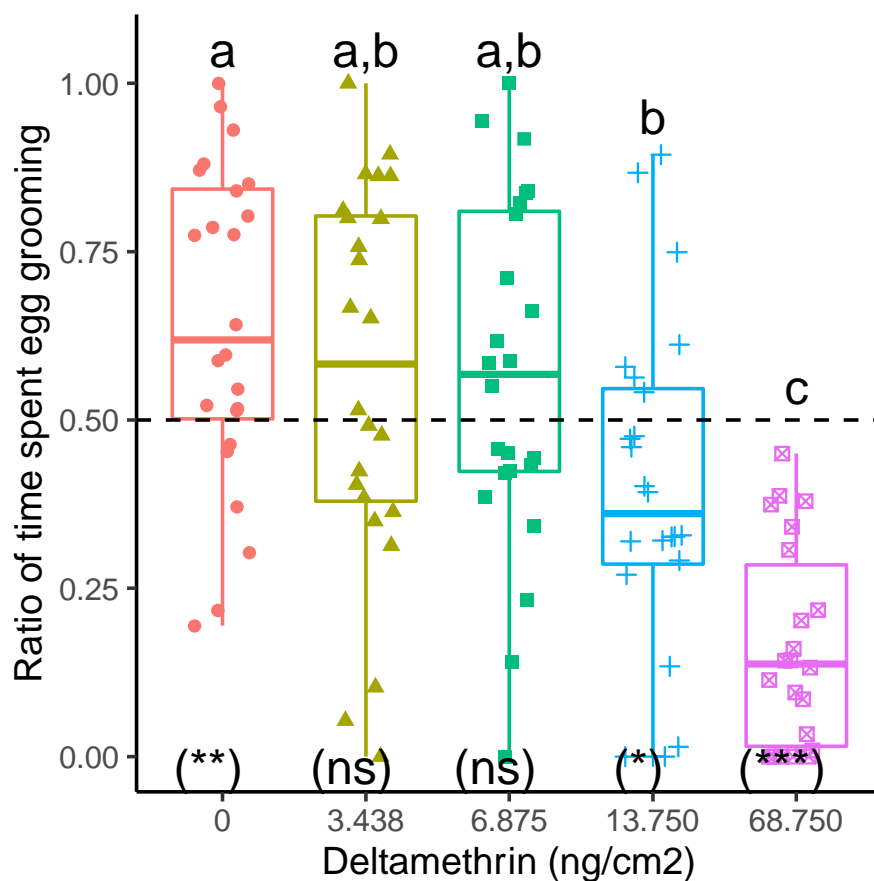 a
a,b
a,b
b
c
Ratio of time spent egg grooming
1.00
0.75
0.50
0.25
0.00
(**)
(ns)
(ns)
(*)
(***)
0
3.438
6.875
13.750
68.750
Deltamethrin (ng/cm2)